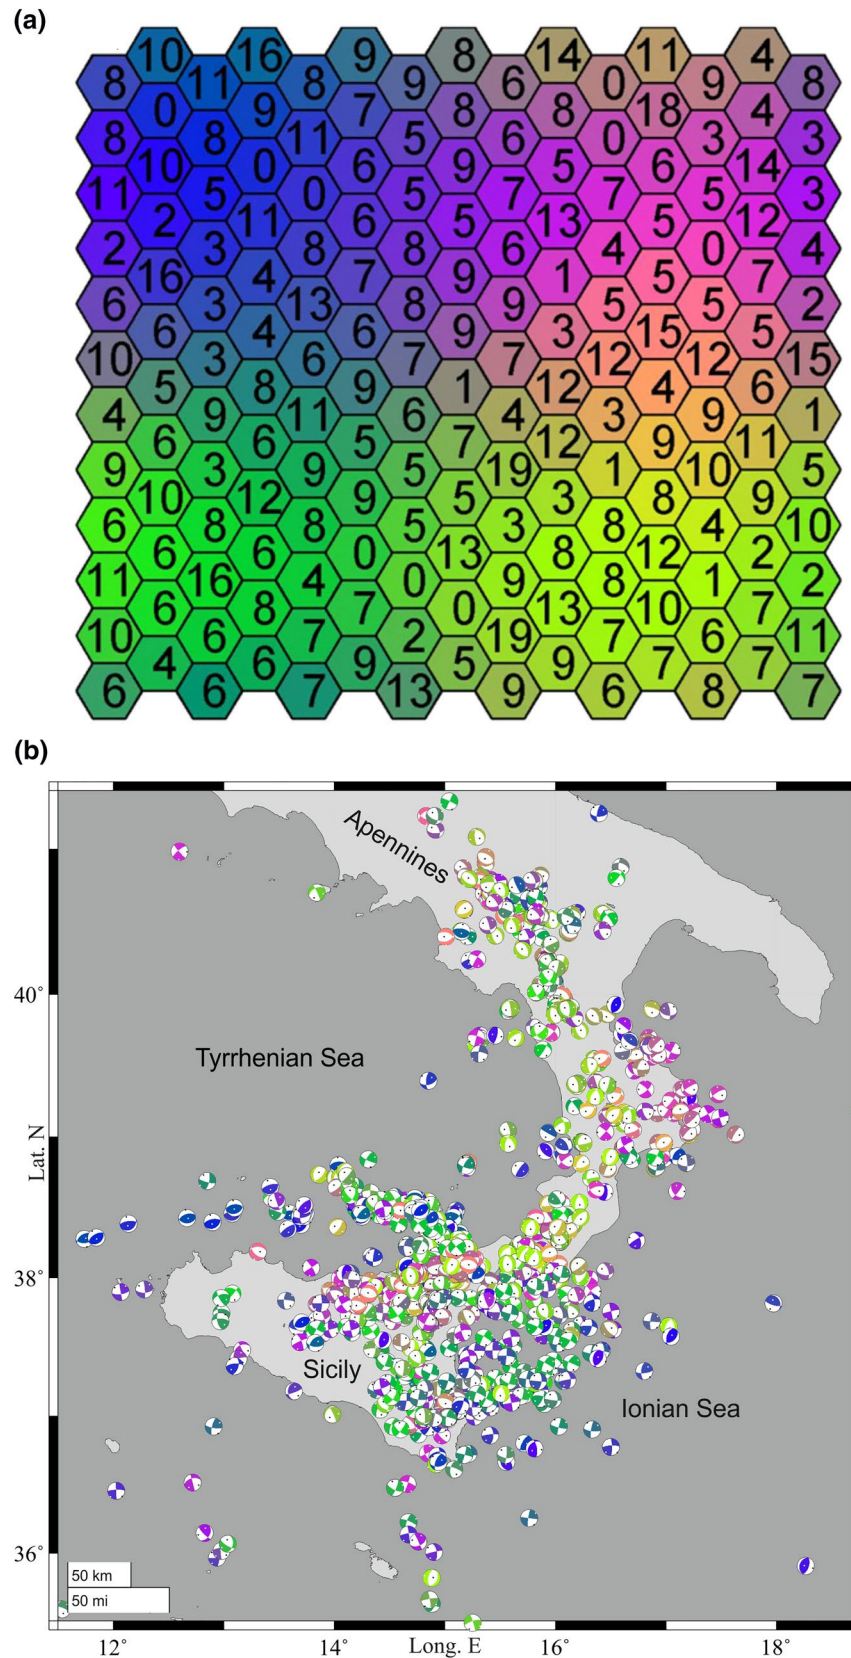 (a)
10 16 9 8 14 11 4
8 11 8 9 6 0 9 8
0 9 7 8 8 18 4
8 8 11 5 6 0 3 3
10 0 6 9 5 6 14
11 5 0 5 7 7 5 3
2 11 6 5 13 5 12
2 3 8 8 6 4 0 4
16 4 7 9 1 5 7
6 3 13 8 9 5 5 2
6 4 6 9 3 15 5
10 3 6 7 7 12 12 15
5 8 9 1 12 4 6
4 9 11 6 4 3 9 1
6 6 5 7 12 9 11
9 3 9 5 19 1 10 5
10 12 9 5 3 8 9
6 8 8 5 3 8 4 10
6 6 0 13 8 12 2
11 16 4 0 9 8 1 2
6 8 7 0 13 10 7
10 6 7 2 19 7 6 11
4 6 9 5 9 7 7
6 6 7 13 9 6 8 7
(b)
Apennines
40°
Tyrrhenian Sea
Lat. N
38°
Sicily
Ionian Sea
36°
50 km
50 mi
12° 14° Long. E 16° 18°